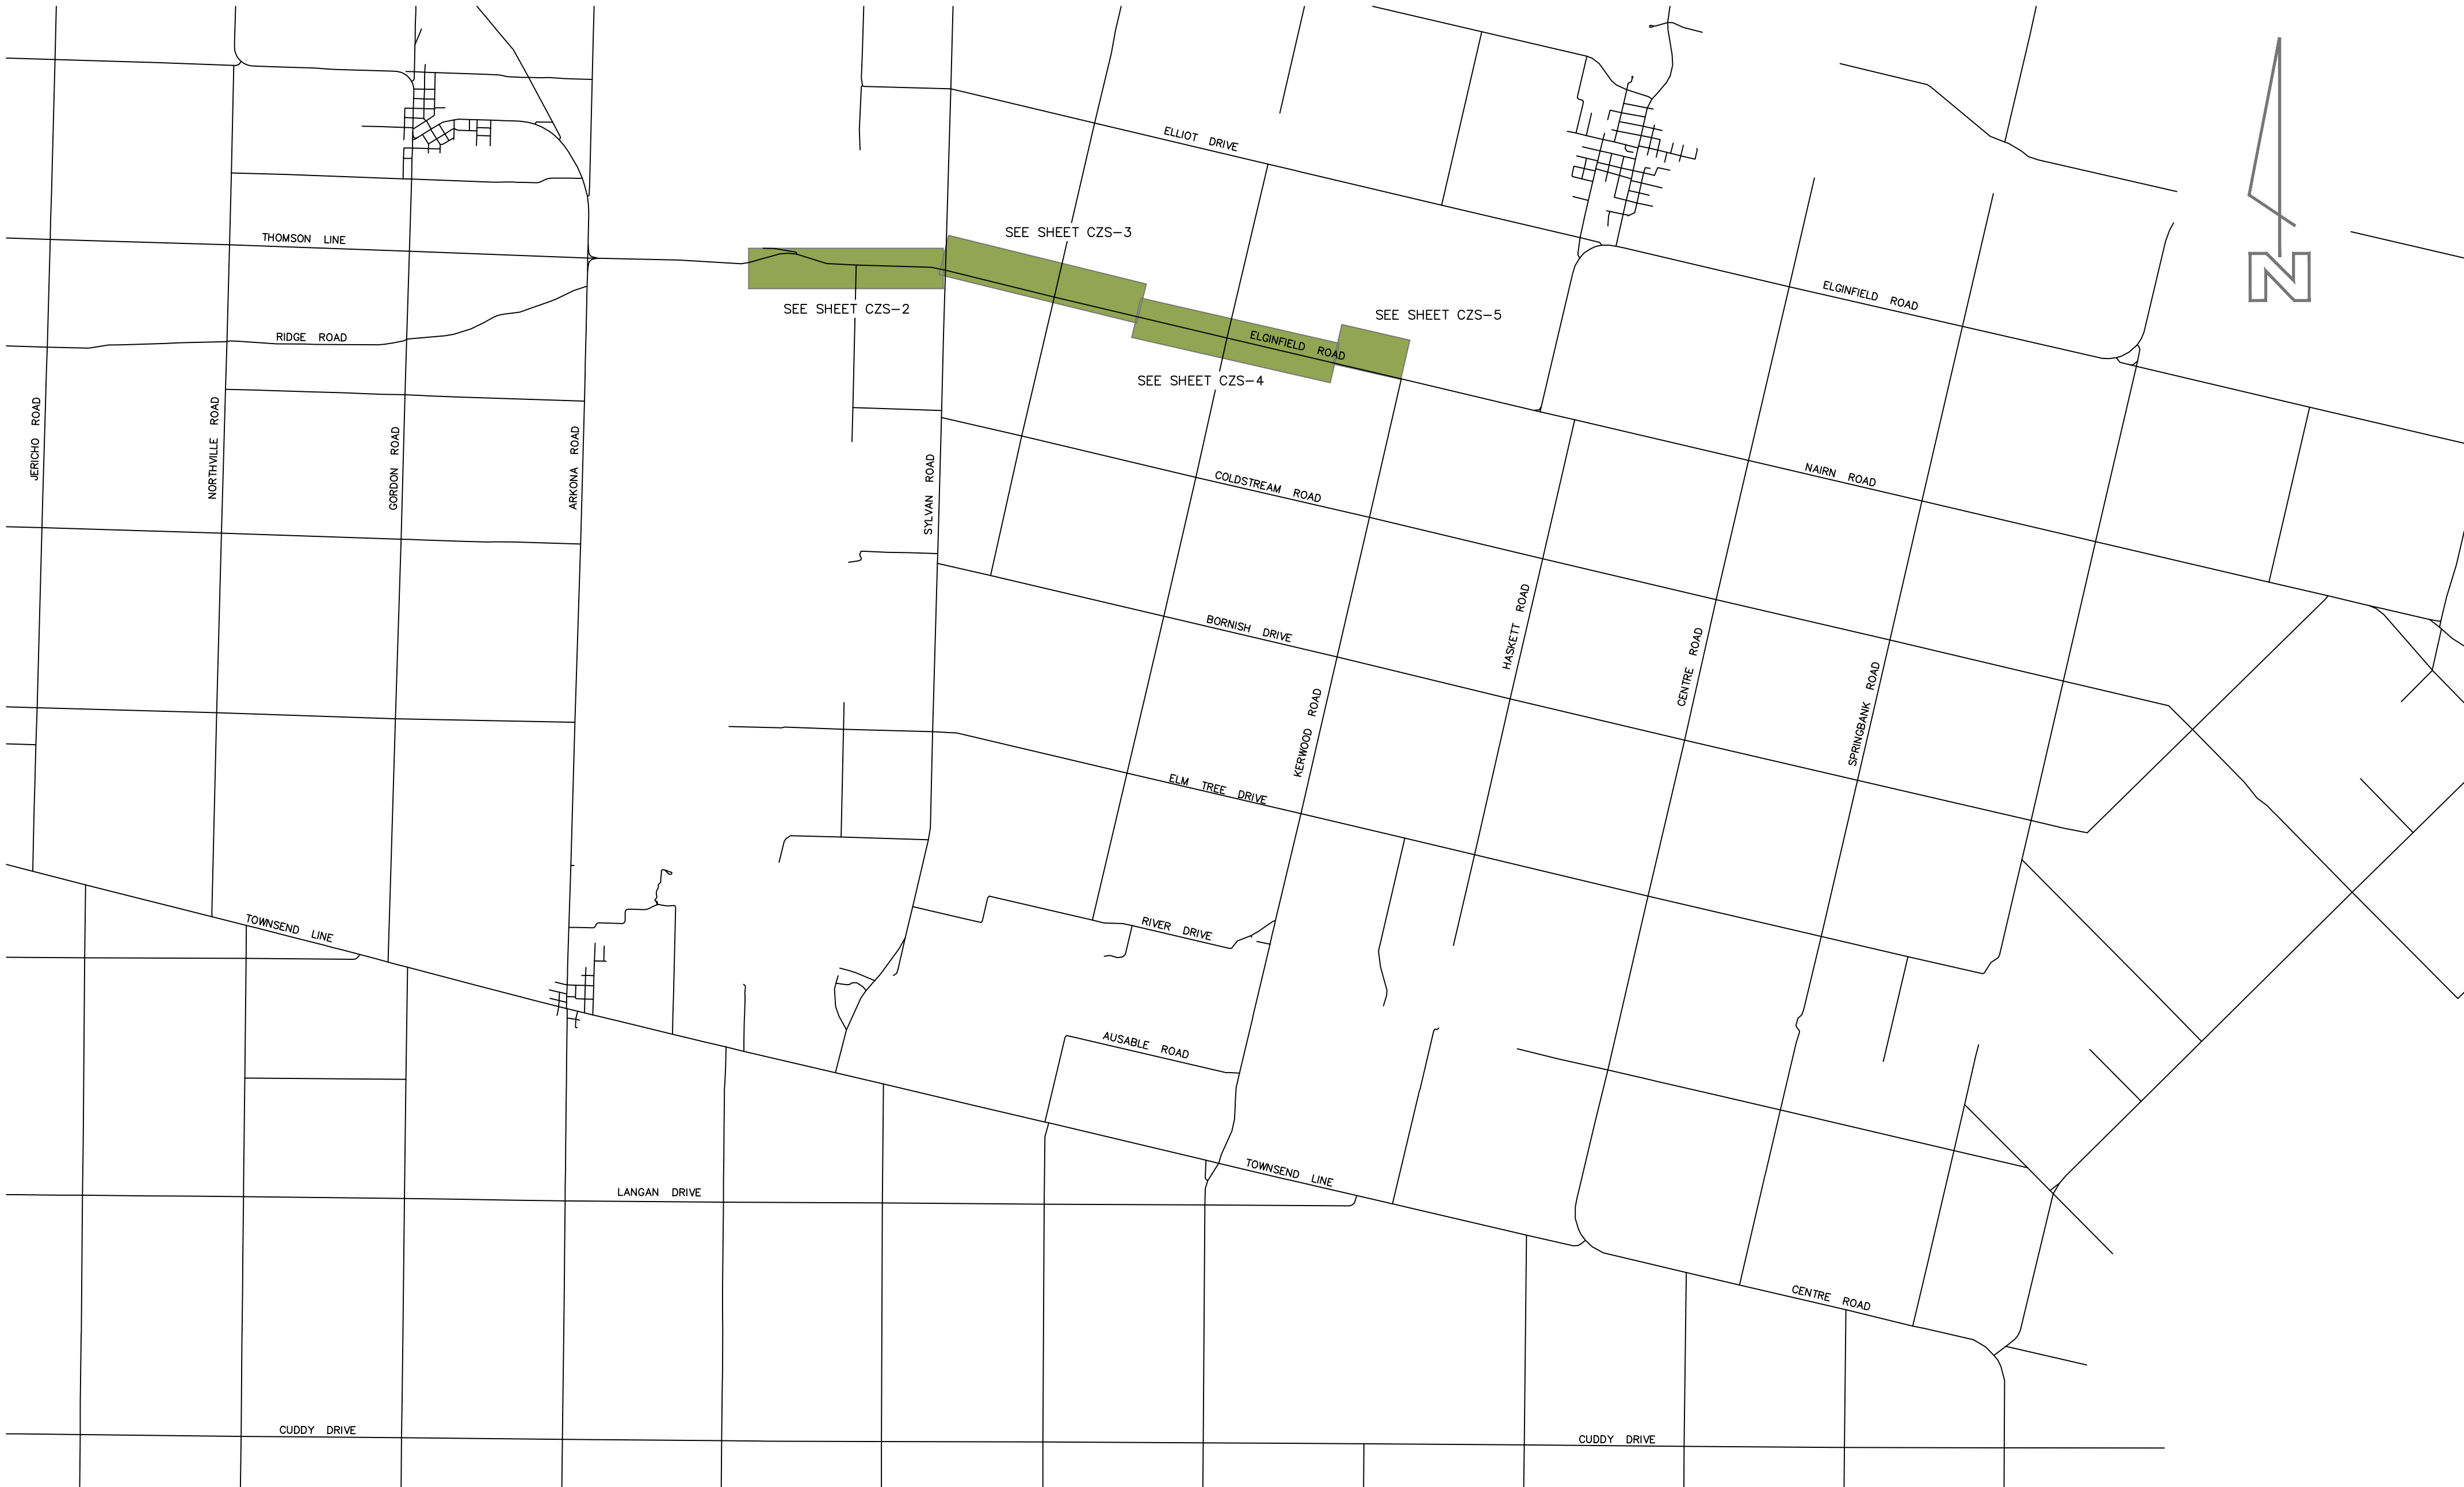 ELLIOT DRIVE
SEE SHEET CZS-3
THOMSON LINE
ELGINFIELD ROAD
N
SEE SHEET CZS-2
SEE SHEET CZS-5
RIDGE ROAD
ELGINFIELD ROAD
SEE SHEET CZS-4
JERICHO ROAD
NORTHVILLE ROAD
GORDON ROAD
ARKONA ROAD
SYLVAN ROAD
COLDSTREAM ROAD
NAIRN ROAD
BORNISH DRIVE
HASKETT ROAD
CENTRE ROAD
SPRINGBANK ROAD
KERWOOD ROAD
ELM TREE DRIVE
TOWNSEND LINE
RIVER DRIVE
AUSABLE ROAD
TOWNSEND LINE
LANGAN DRIVE
CENTRE ROAD
CUDDY DRIVE
CUDDY DRIVE